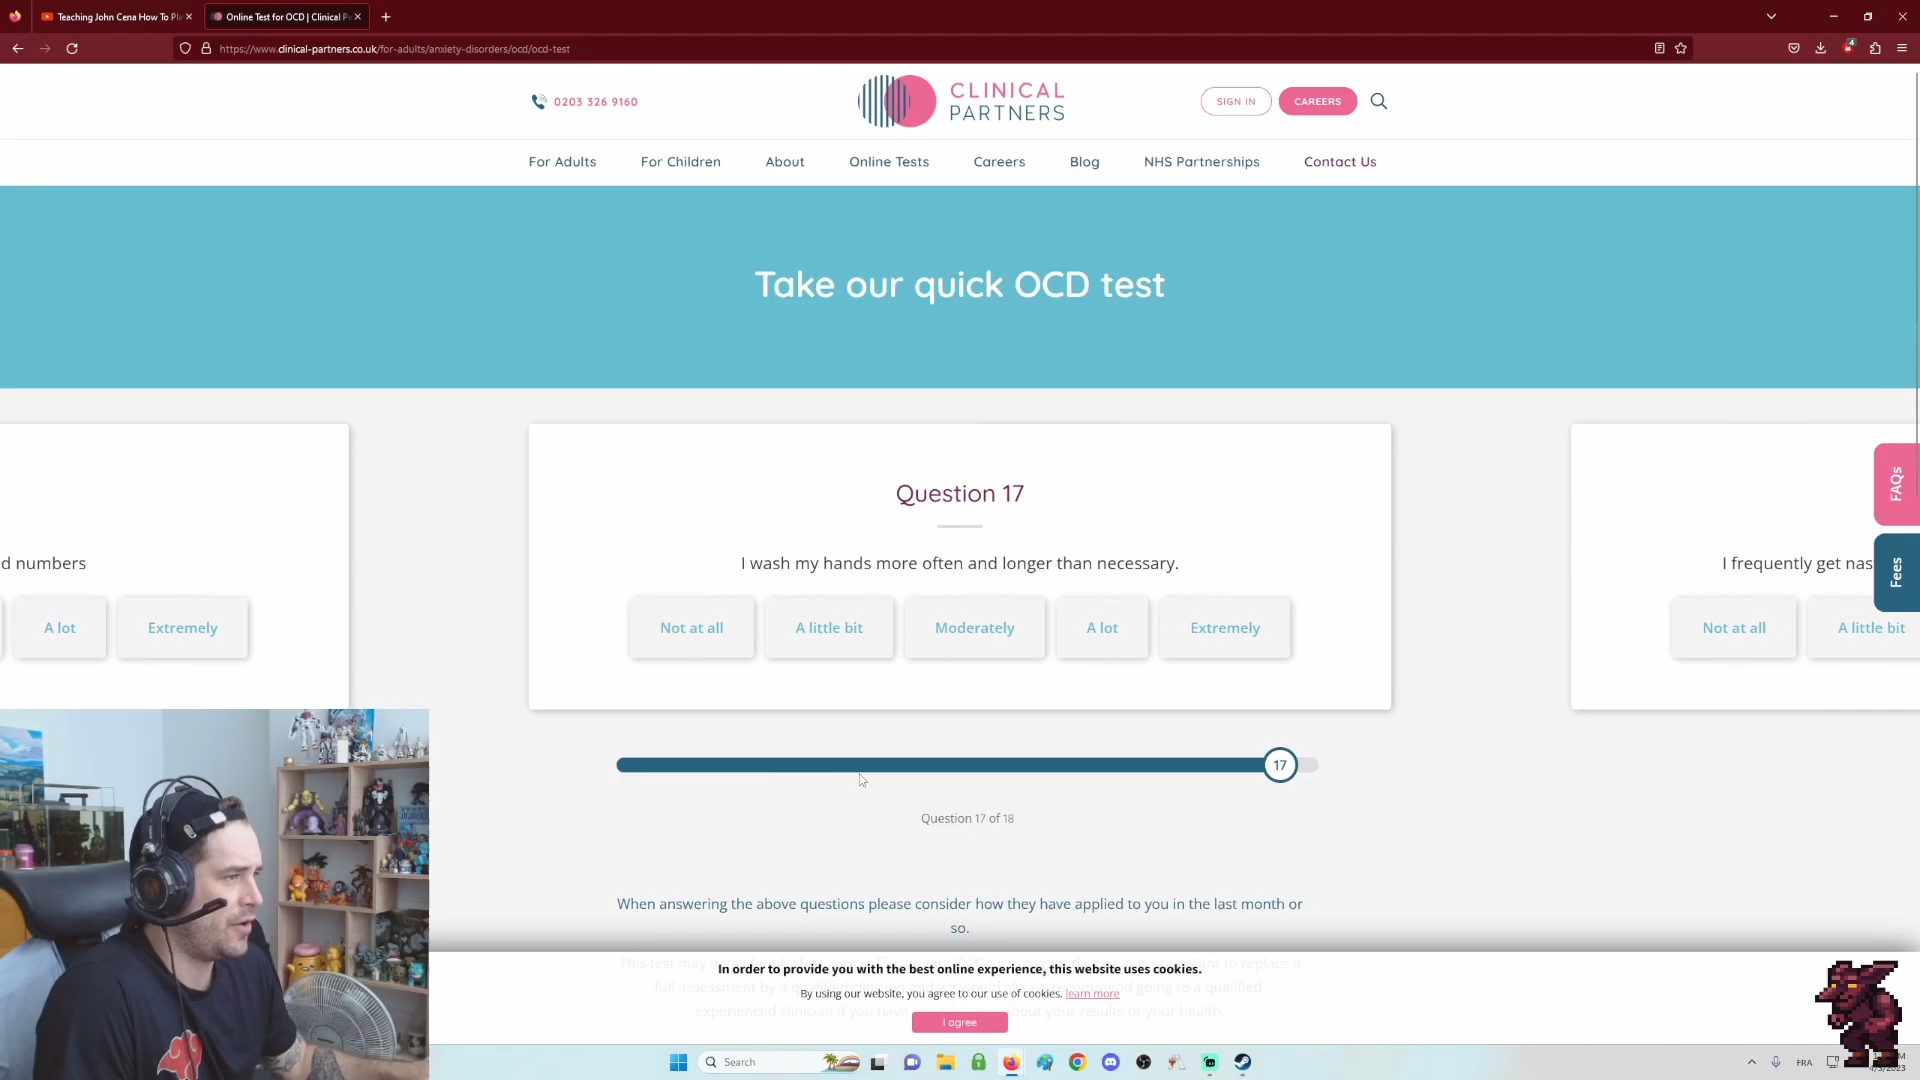 Teaching John Cena How To Pl
Online Test for OCD | Clinical P
https://www.clinical-partners.co.uk/for-adults/anxiety-disorders/ocd/ocd-test
4
0203 326 9160
CLINICAL
PARTNERS
SIGN IN
CAREERS
For Adults
For Children
About
Online Tests
Careers
Blog
NHS Partnerships
Contact Us
Take our quick OCD test
FAQs
Fees
d numbers
A lot
Extremely
Question 17
I wash my hands more often and longer than necessary.
Not at all
A little bit
Moderately
A lot
Extremely
I frequently get nas
Not at all
A little bit
17
Question 17 of 18
When answering the above questions please consider how they have applied to you in the last month or
so.
In order to provide you with the best online experience, this website uses cookies.
By using our website, you agree to our use of cookies. learn more
I agree
Search
FRA